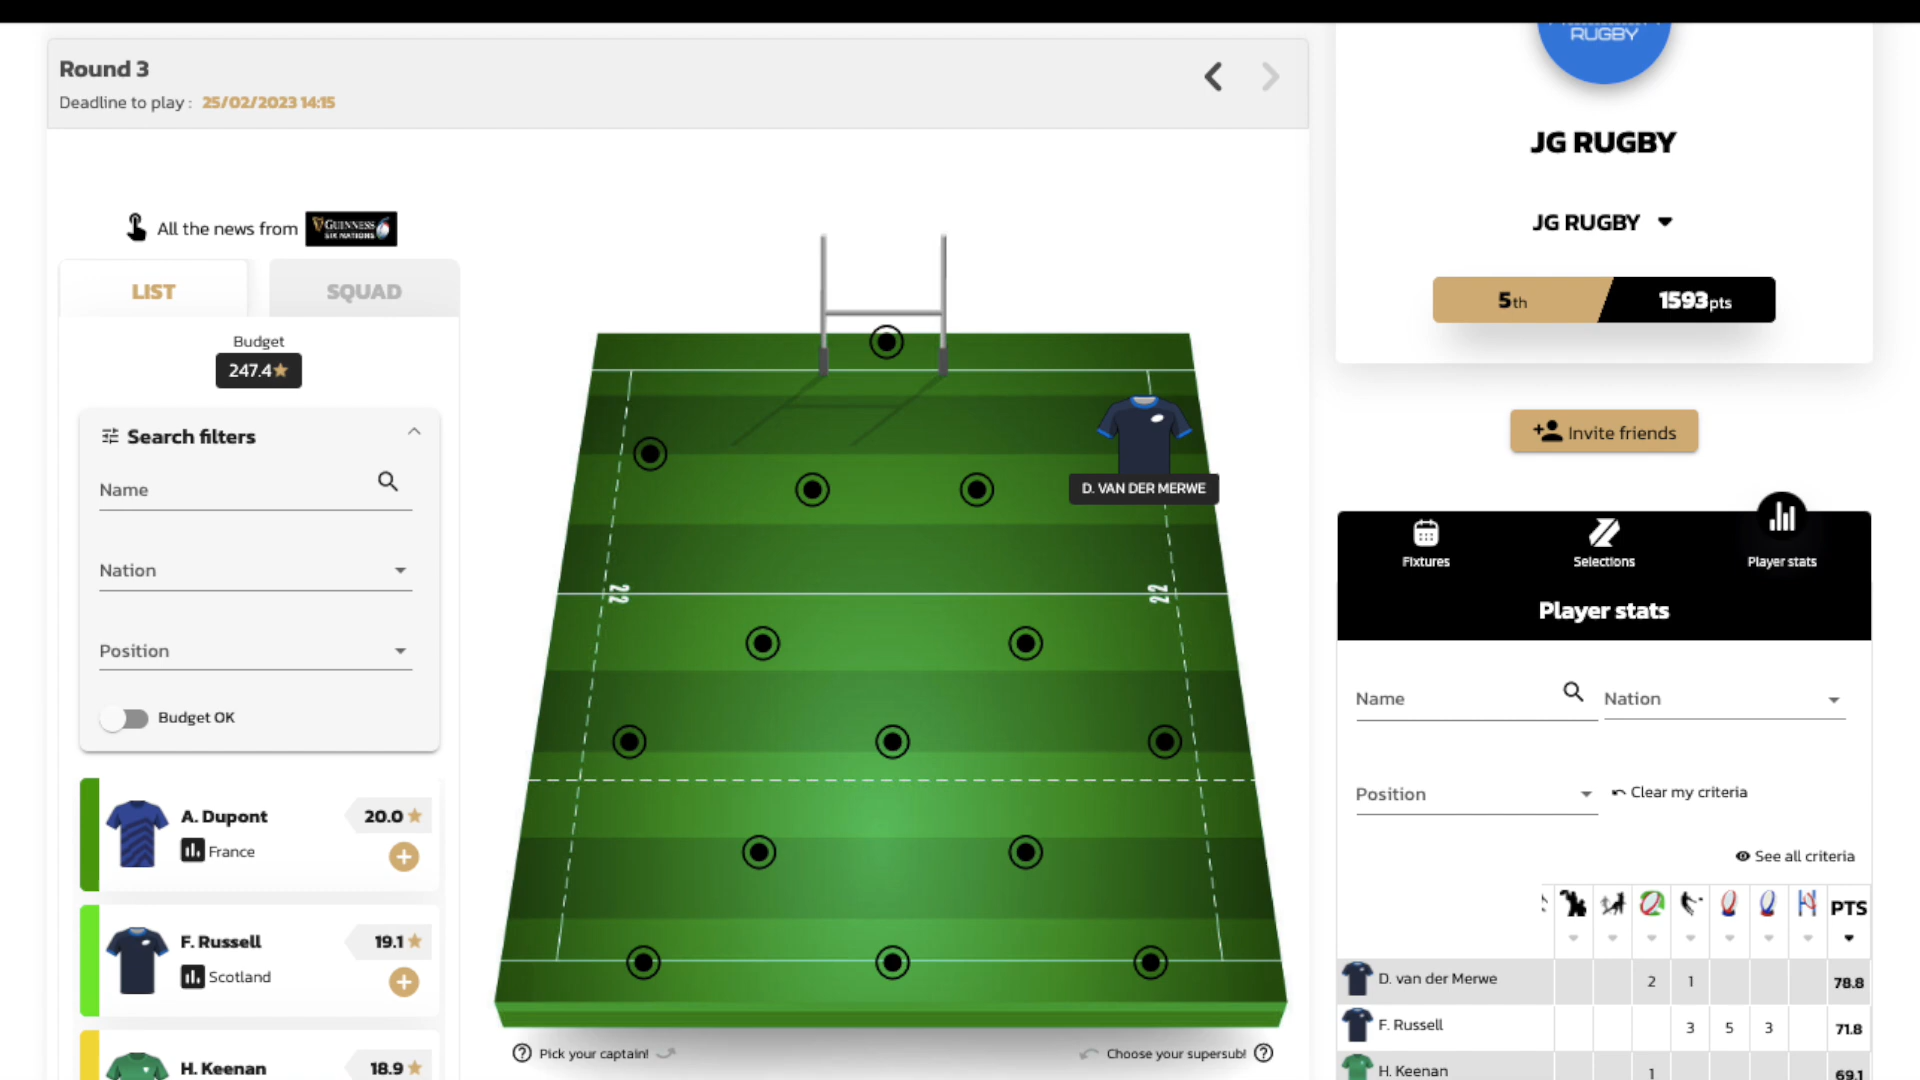 Round 3
Deadline to play : 25/02/2023 14:15
All the news from GUINNESS
SIX NATIONS
LIST
SQUAD
Budget
247.4
Search filters
Name
Nation
Position
Budget OK
A. Dupont
20.0
France
F. Russell
19.1
Scotland
H. Keenan
18.9
D. VAN DER MERWE
22
22
Pick your captain!
Choose your supersub!
RUGBY
JG RUGBY
JG RUGBY
5th
1593pts
Invite friends
Fixtures
Selections
Player stats
Player stats
Name
Nation
Position
Clear my criteria
See all criteria
PTS
D. van der Merwe 2 1 78.8
F. Russell 3 5 3 71.8
H. Keenan 1 69.1